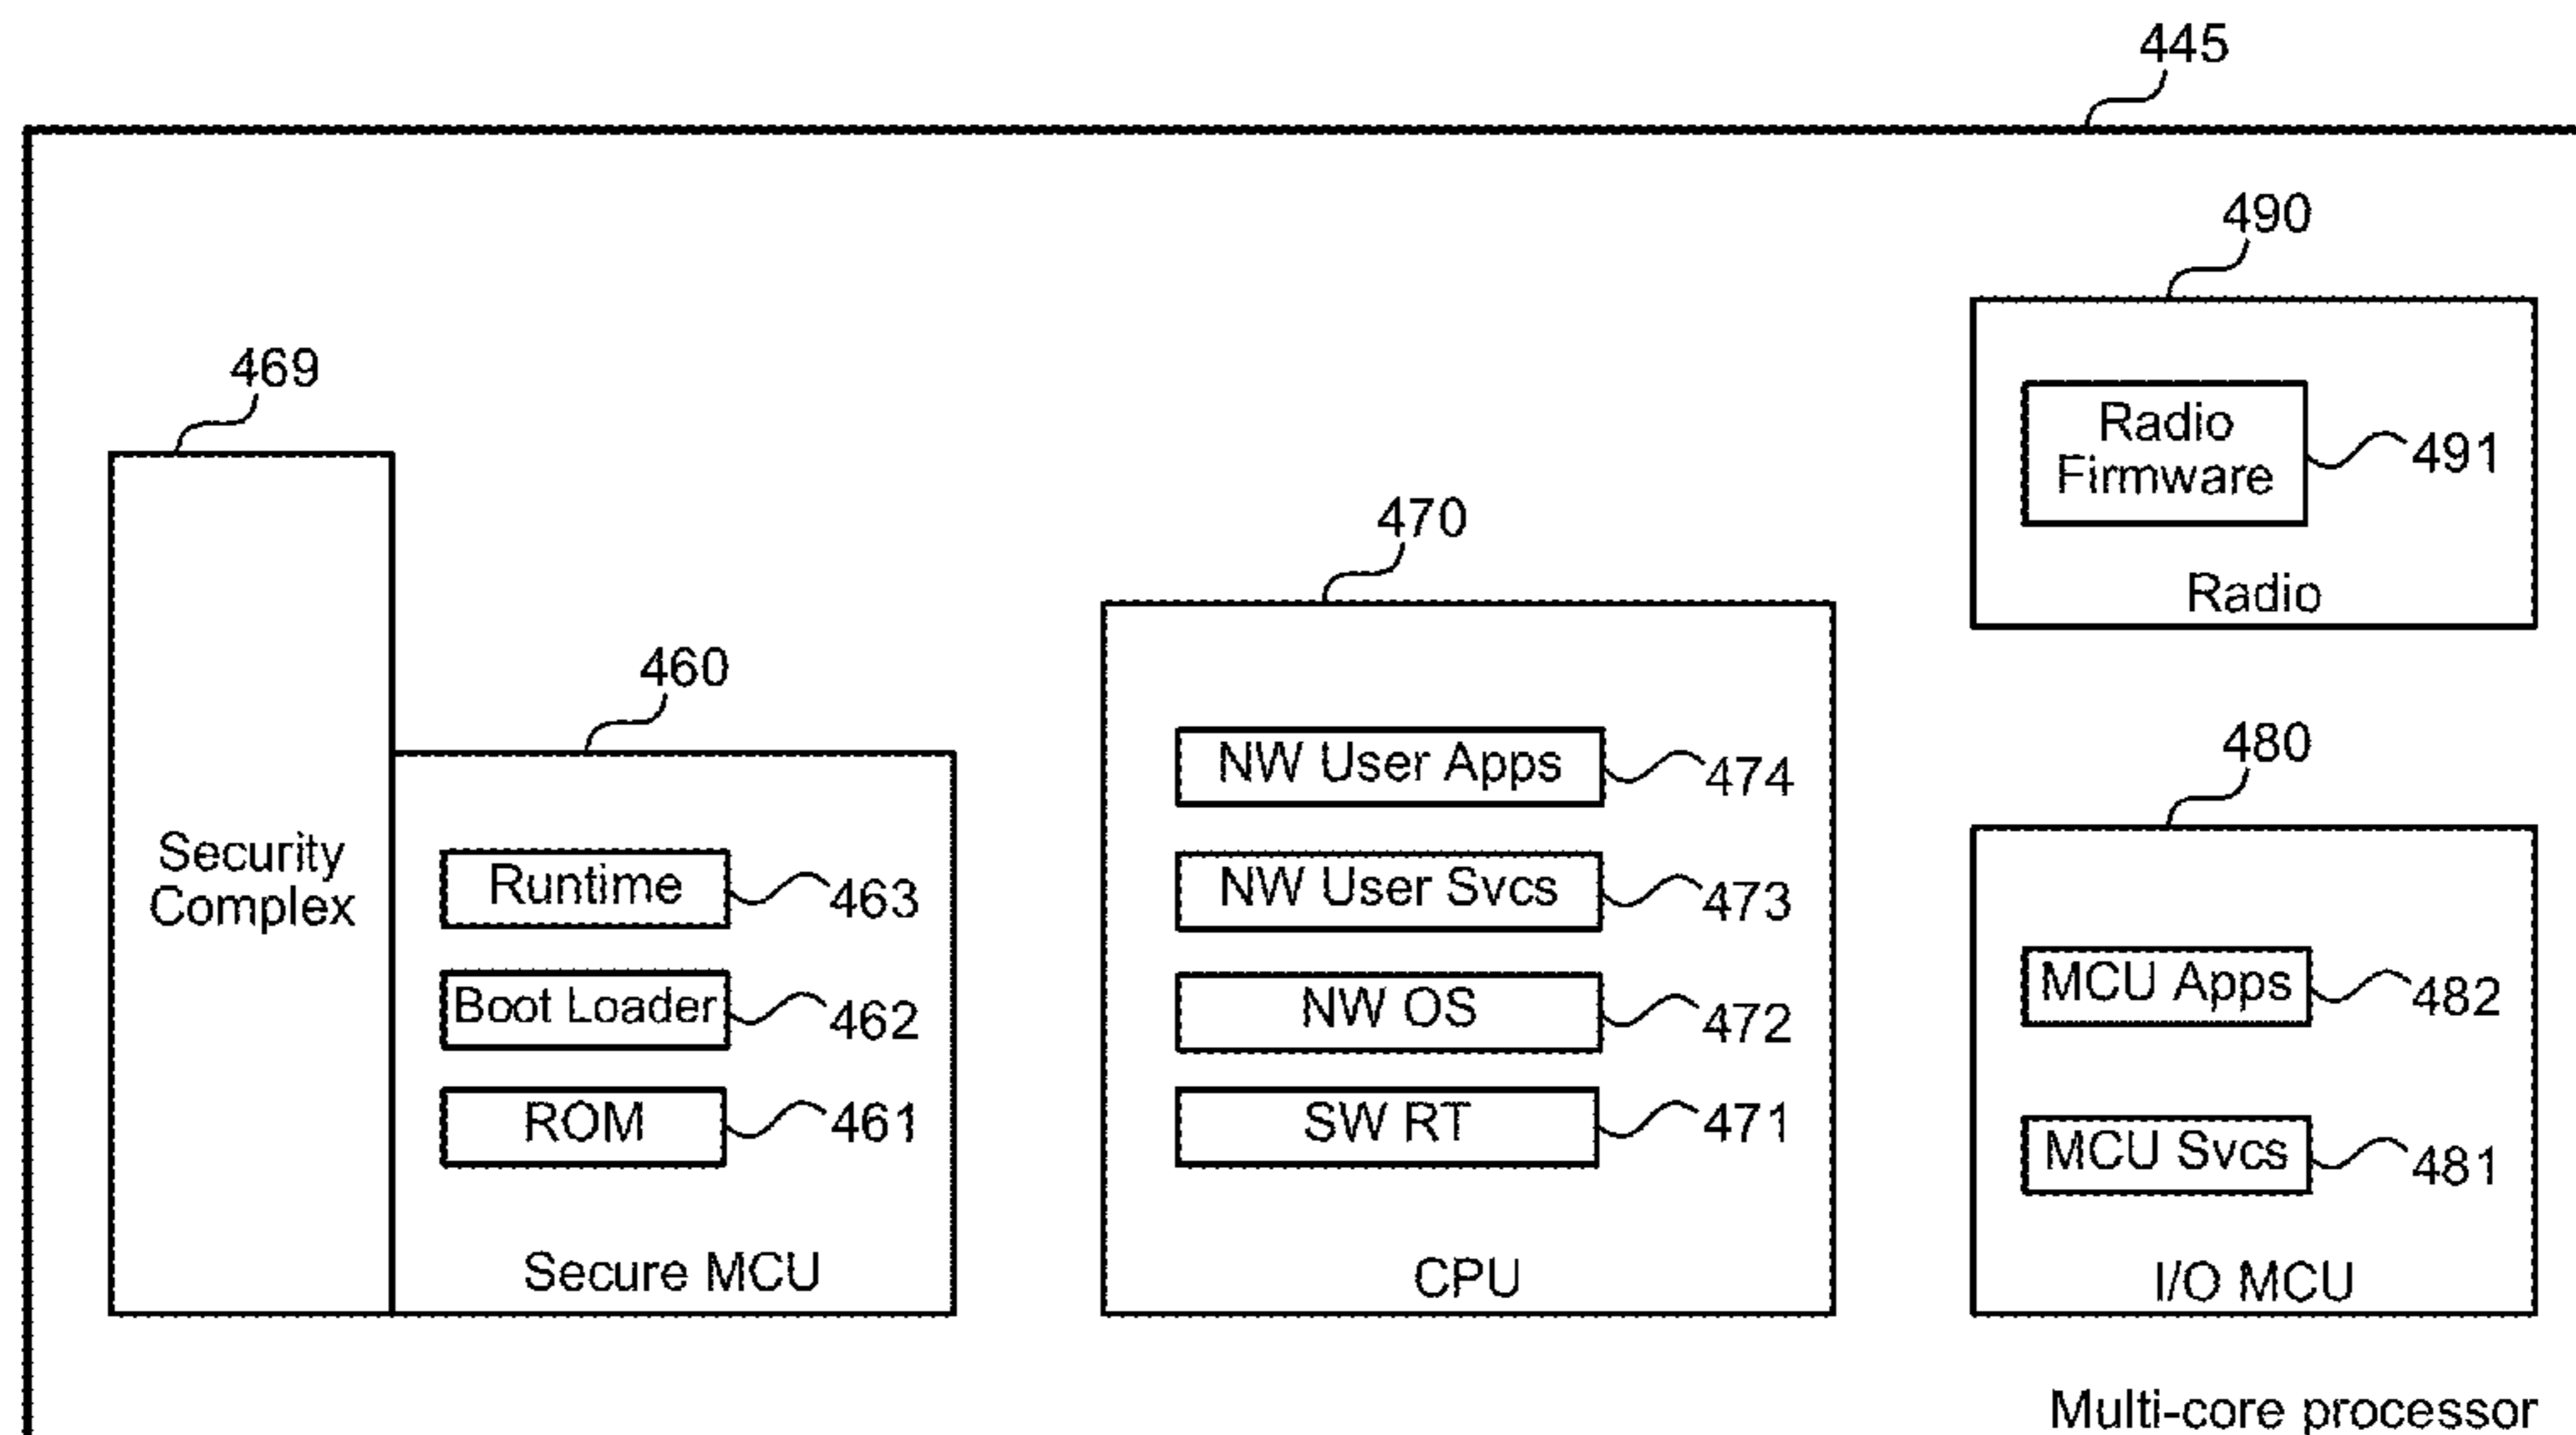 445
490
Radio
Firmware
491
Radio
469
Security
Complex
460
Runtime
463
Boot Loader
462
ROM
461
Secure MCU
470
NW User Apps
474
NW User Svcs
473
NW OS
472
SW RT
471
CPU
480
MCU Apps
482
MCU Svcs
481
I/O MCU
Multi-core processor